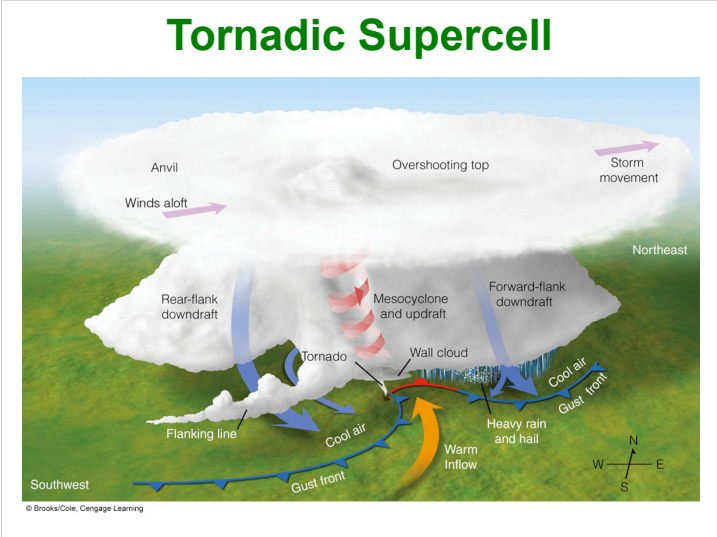 Tornadic Supercell
Anvil
Overshooting top
Storm
movement
Winds aloft
Northeast
Rear-flank
downdraft
Mesocyclone
and updraft
Forward-flank
downdraft
Tornado
Wall cloud
Cool air
Gust front
Flanking line
Cool air
Heavy rain
and hail
Warm
Inflow
N
W
E
S
Southwest
Gust front
© Brooks/Cole, Cengage Learning